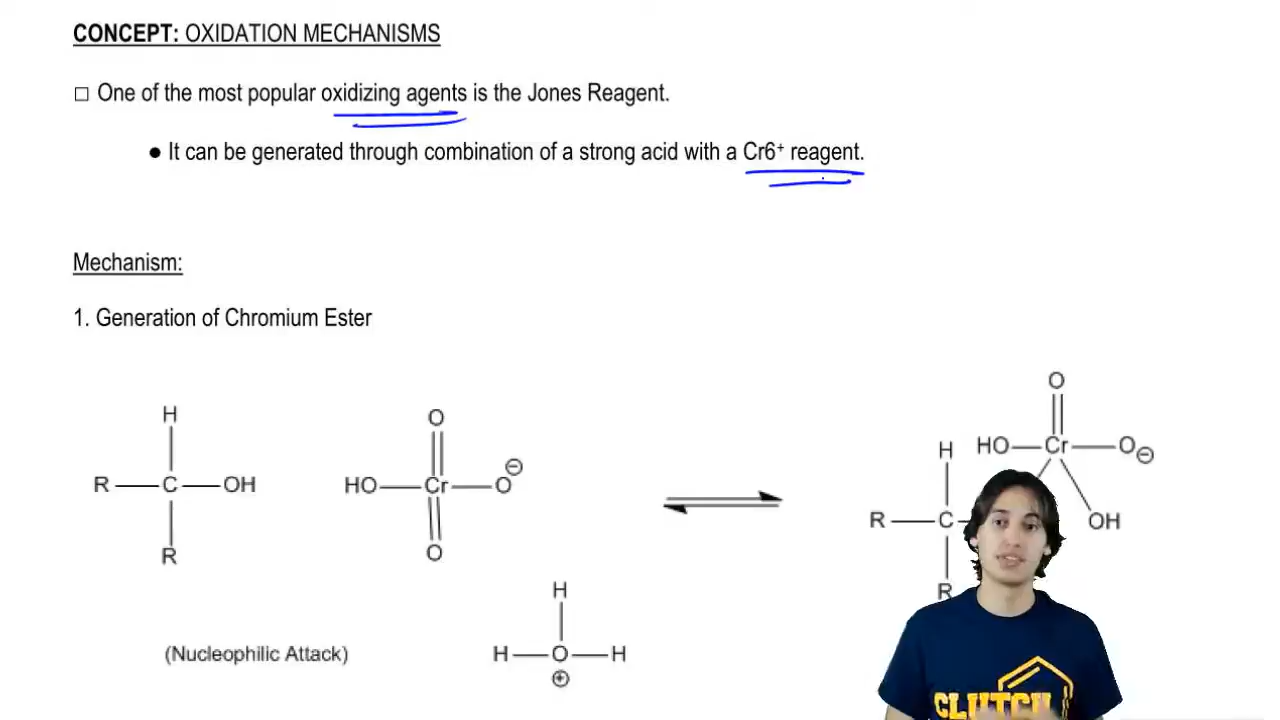 CONCEPT: OXIDATION MECHANISMS
□ One of the most popular oxidizing agents is the Jones Reagent.
● It can be generated through combination of a strong acid with a Cr6⁺ reagent.
Mechanism:
1. Generation of Chromium Ester
H
R C OH
R
O
HO Cr O ⊖
O
H
H O H
⊕
(Nucleophilic Attack)
O
H HO Cr O ⊖
R C OH
R
CLUTCH